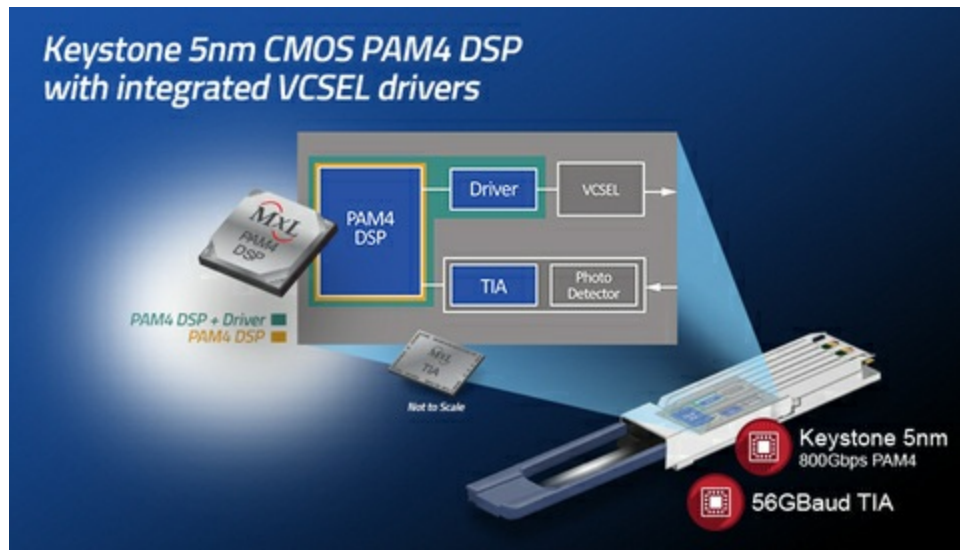 Keystone 5nm CMOS PAM4 DSP
with integrated VCSEL drivers
PAM4
DSP
Driver
VCSEL
TIA
Photo
Detector
MxL
PAM4
DSP
PAM4 DSP + Driver
PAM4 DSP
MxL
TIA
Not to Scale
Keystone 5nm
800Gbps PAM4
56GBaud TIA